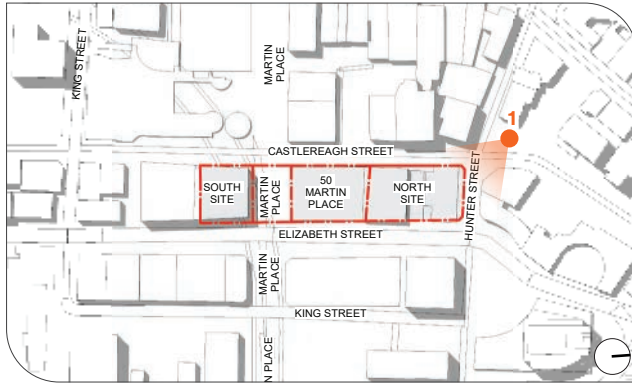 KING STREET
MARTIN
PLACE
1
CASTLEREAGH STREET
HUNTER STREET
SOUTH
SITE
MARTIN
PLACE
50
MARTIN
PLACE
NORTH
SITE
ELIZABETH STREET
MARTIN
PLACE
KING STREET
N PLACE